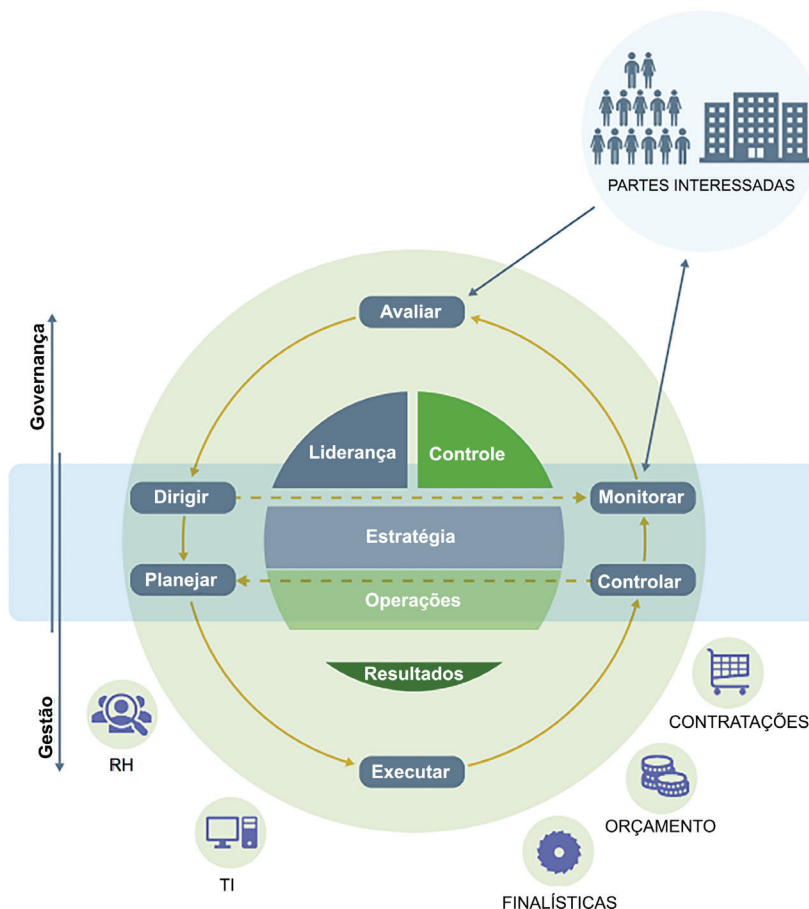 PARTES INTERESSADAS
Avaliar
Governança
Liderança
Controle
Dirigir
Monitorar
Estratégia
Planejar
Controlar
Operações
Resultados
Gestão
CONTRATAÇÕES
RH
Executar
ORÇAMENTO
TI
FINALÍSTICAS